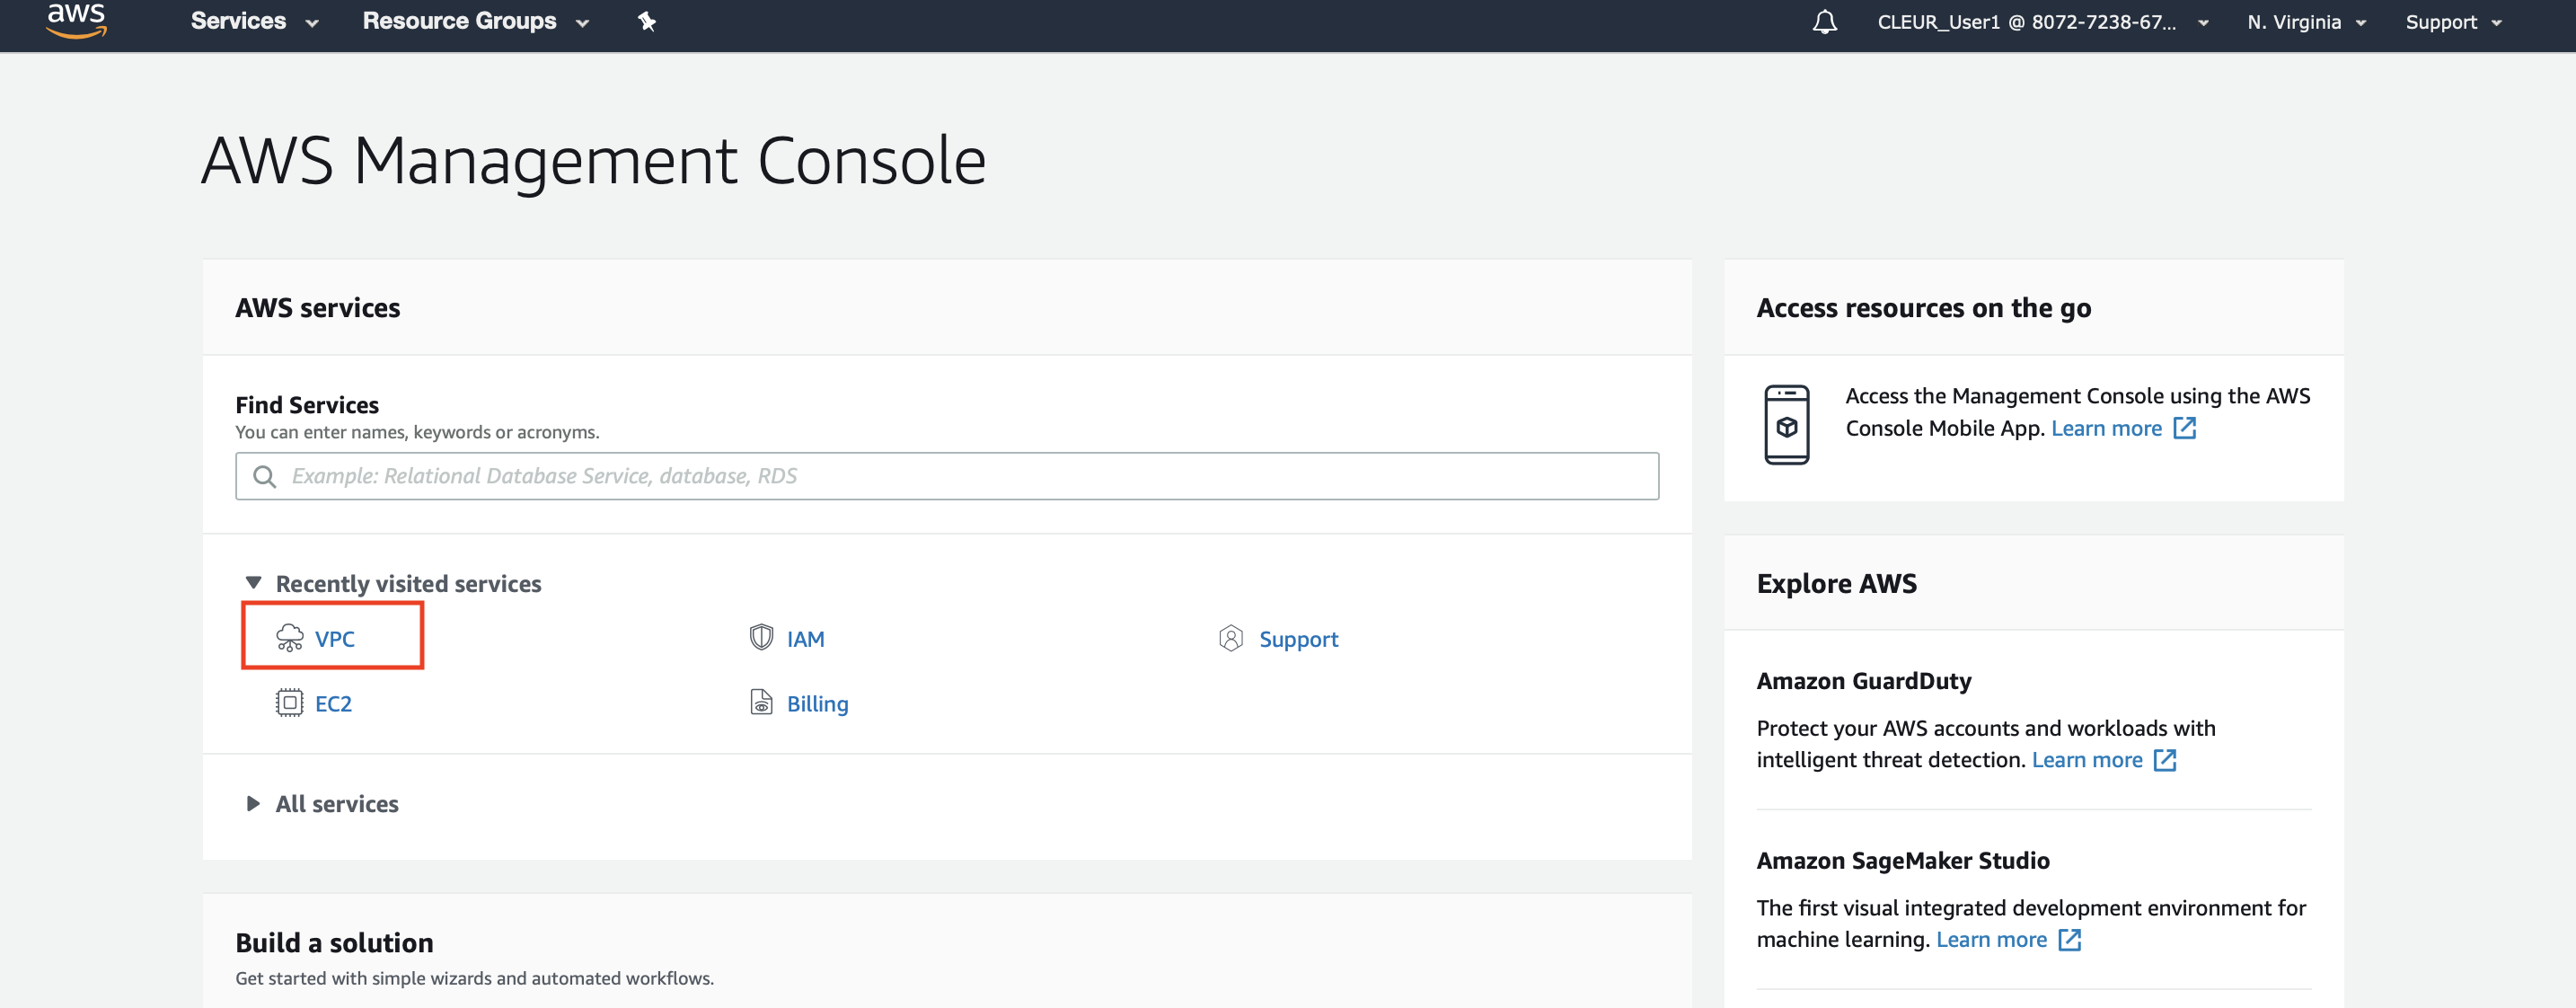 aws
Services
Resource Groups
CLEUR_User1 @ 8072-7238-67...
N. Virginia
Support
AWS Management Console
AWS services
Find Services
You can enter names, keywords or acronyms.
Example: Relational Database Service, database, RDS
Recently visited services
VPC
IAM
Support
EC2
Billing
All services
Build a solution
Get started with simple wizards and automated workflows.
Access resources on the go
Access the Management Console using the AWS
Console Mobile App. Learn more
Explore AWS
Amazon GuardDuty
Protect your AWS accounts and workloads with
intelligent threat detection. Learn more
Amazon SageMaker Studio
The first visual integrated development environment for
machine learning. Learn more